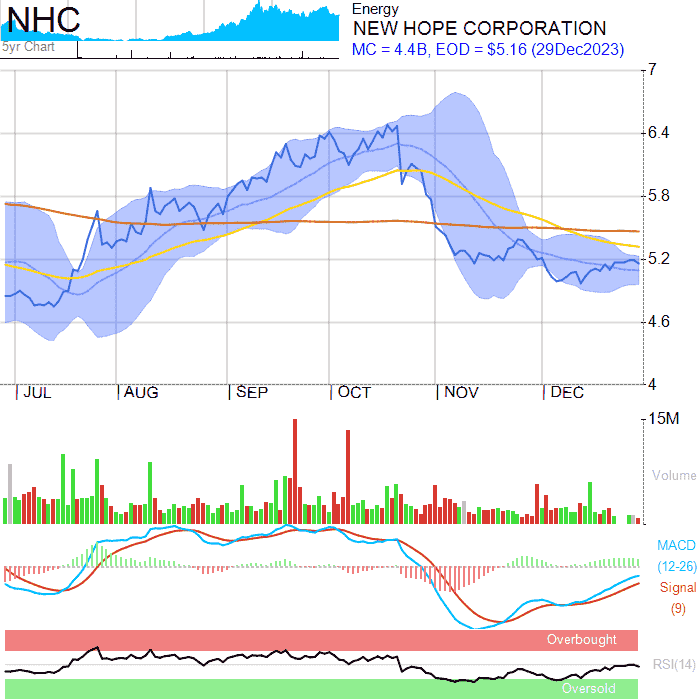 NHC
5yr Chart
Energy
NEW HOPE CORPORATION
MC = 4.4B, EOD = $5.16 (29Dec2023)
7
6.4
5.8
5.2
4.6
4
JUL AUG SEP OCT NOV DEC
15M
Volume
MACD
(12-26)
Signal
(9)
Overbought
RSI(14)
Oversold